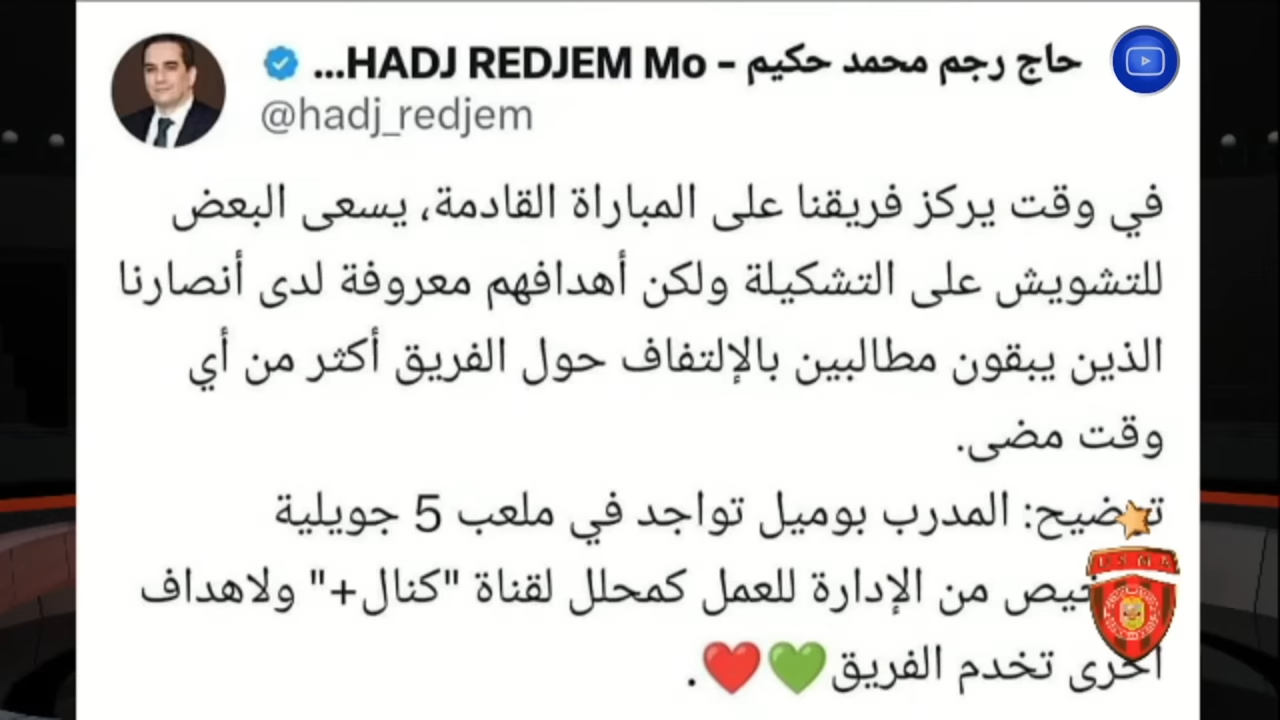 حاج رجم محمد حكيم - HADJ REDJEM Mo...
@hadj_redjem
في وقت يركز فريقنا على المباراة القادمة، يسعى البعض
للتشويش على التشكيلة ولكن أهدافهم معروفة لدى أنصارنا
الذين يبقون مطالبين بالإلتفاف حول الفريق أكثر من أي
وقت مضى.
المدرب بوميل تواجد في ملعب 5 جويلية
من الإدارة للعمل كمحلل لقناة "كنال+" ولاهداف
اخرى تخدم الفريق💚❤️.
USMA